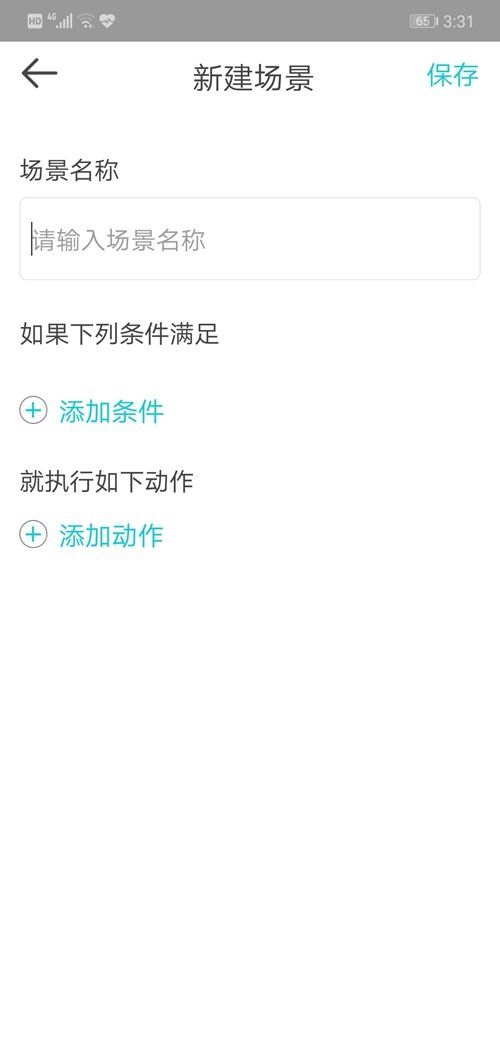 HD 4G 65 3:31
新建场景 保存
场景名称
请输入场景名称
如果下列条件满足
添加条件
就执行如下动作
添加动作